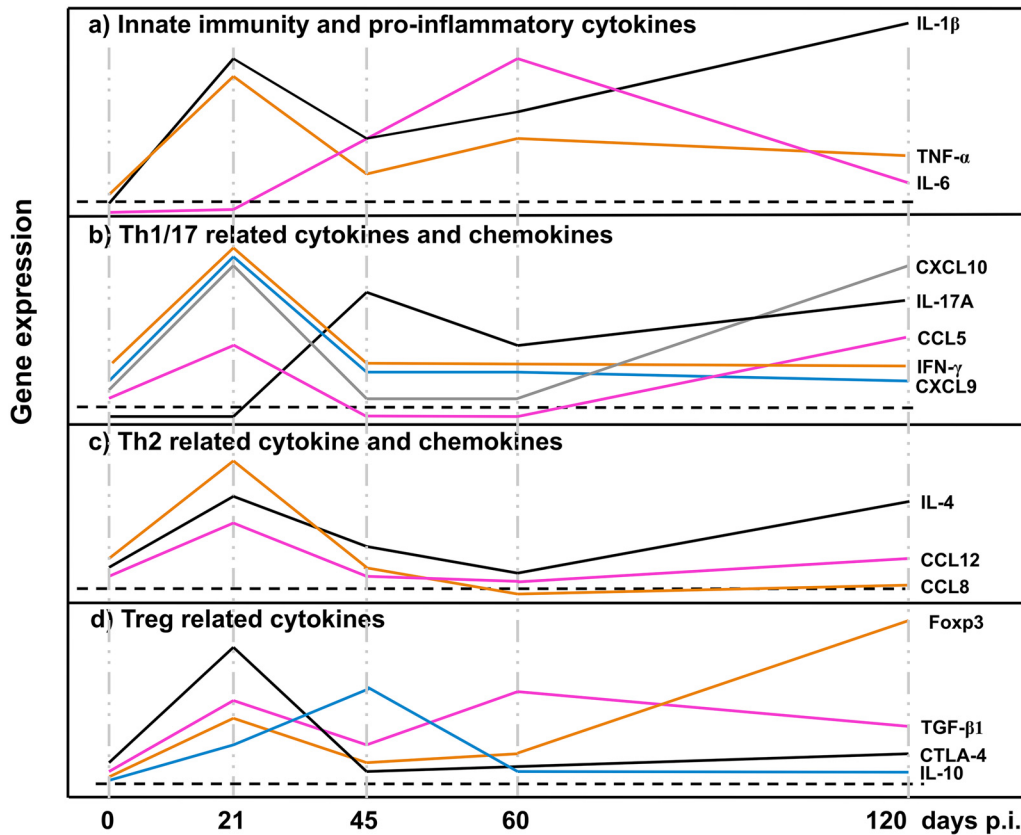 a) Innate immunity and pro-inflammatory cytokines
IL-1β
TNF-α
IL-6
b) Th1/17 related cytokines and chemokines
CXCL10
IL-17A
CCL5
IFN-γ
CXCL9
c) Th2 related cytokine and chemokines
IL-4
CCL12
CCL8
d) Treg related cytokines
Foxp3
TGF-β1
CTLA-4
IL-10
Gene expression
0 21 45 60 120 days p.i.